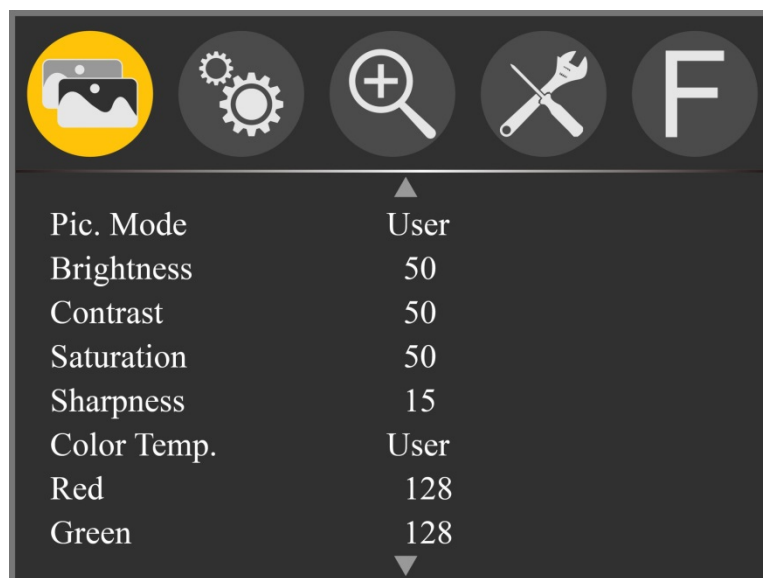 F
Pic. Mode User
Brightness 50
Contrast 50
Saturation 50
Sharpness 15
Color Temp. User
Red 128
Green 128